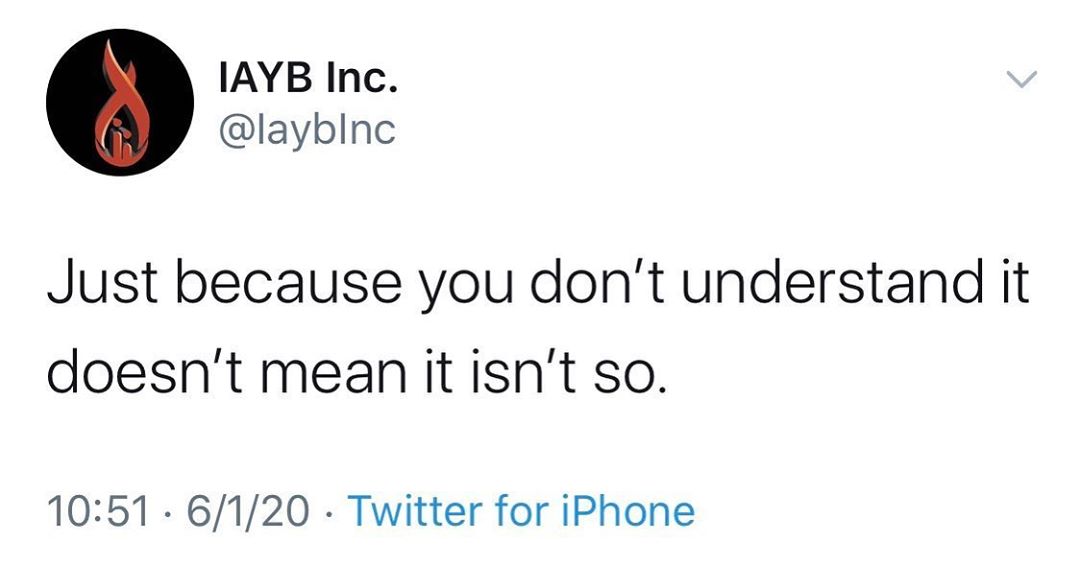 IAYB Inc.
@IaybInc
Just because you don't understand it
doesn't mean it isn't so.
10:51 · 6/1/20 · Twitter for iPhone